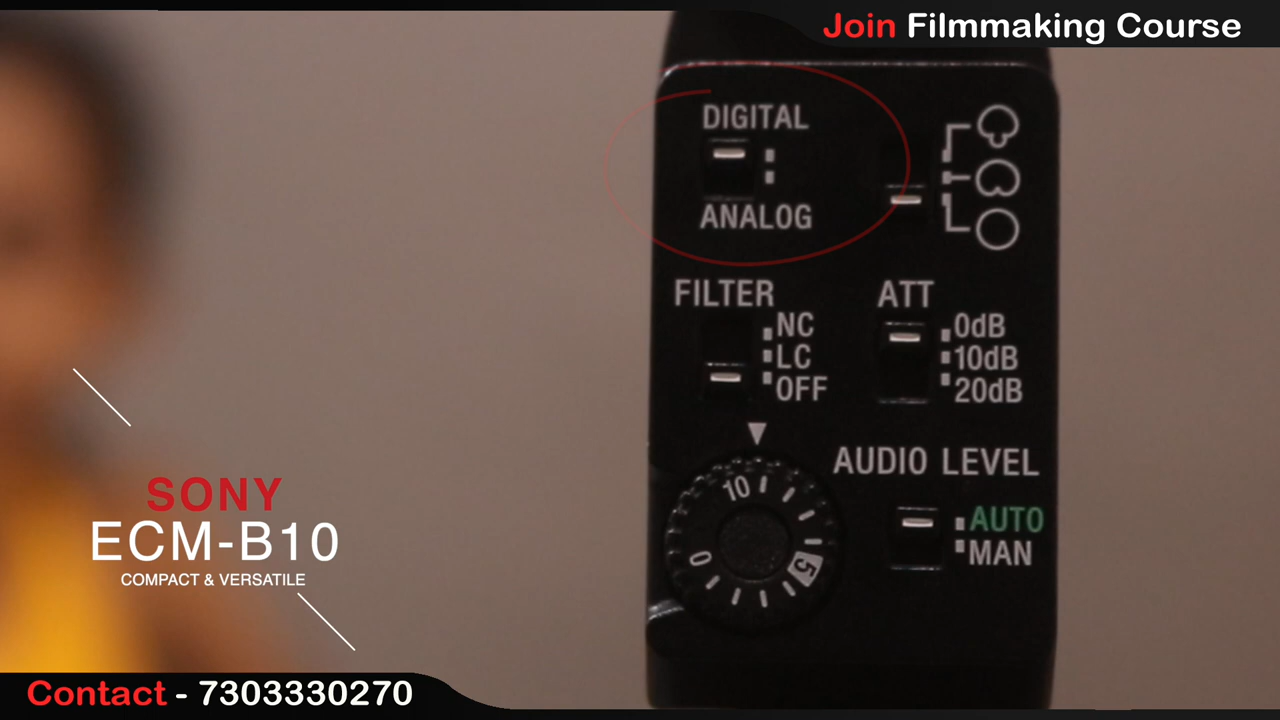 Join Filmmaking Course
DIGITAL
ANALOG
FILTER
NC
LC
OFF
ATT
0dB
10dB
20dB
AUDIO LEVEL
AUTO
MAN
10
5
0
SONY
ECM-B10
COMPACT & VERSATILE
Contact - 7303330270